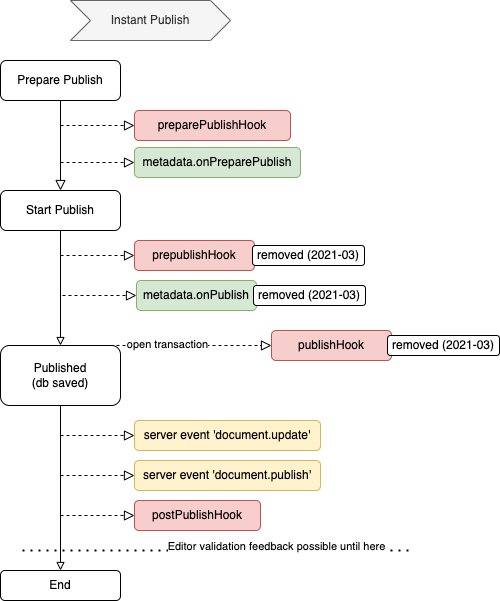 Instant Publish
Prepare Publish
preparePublishHook
metadata.onPreparePublish
Start Publish
prepublishHook
removed (2021-03)
metadata.onPublish
removed (2021-03)
open transaction
publishHook
removed (2021-03)
Published
(db saved)
server event 'document.update'
server event 'document.publish'
postPublishHook
Editor validation feedback possible until here
End